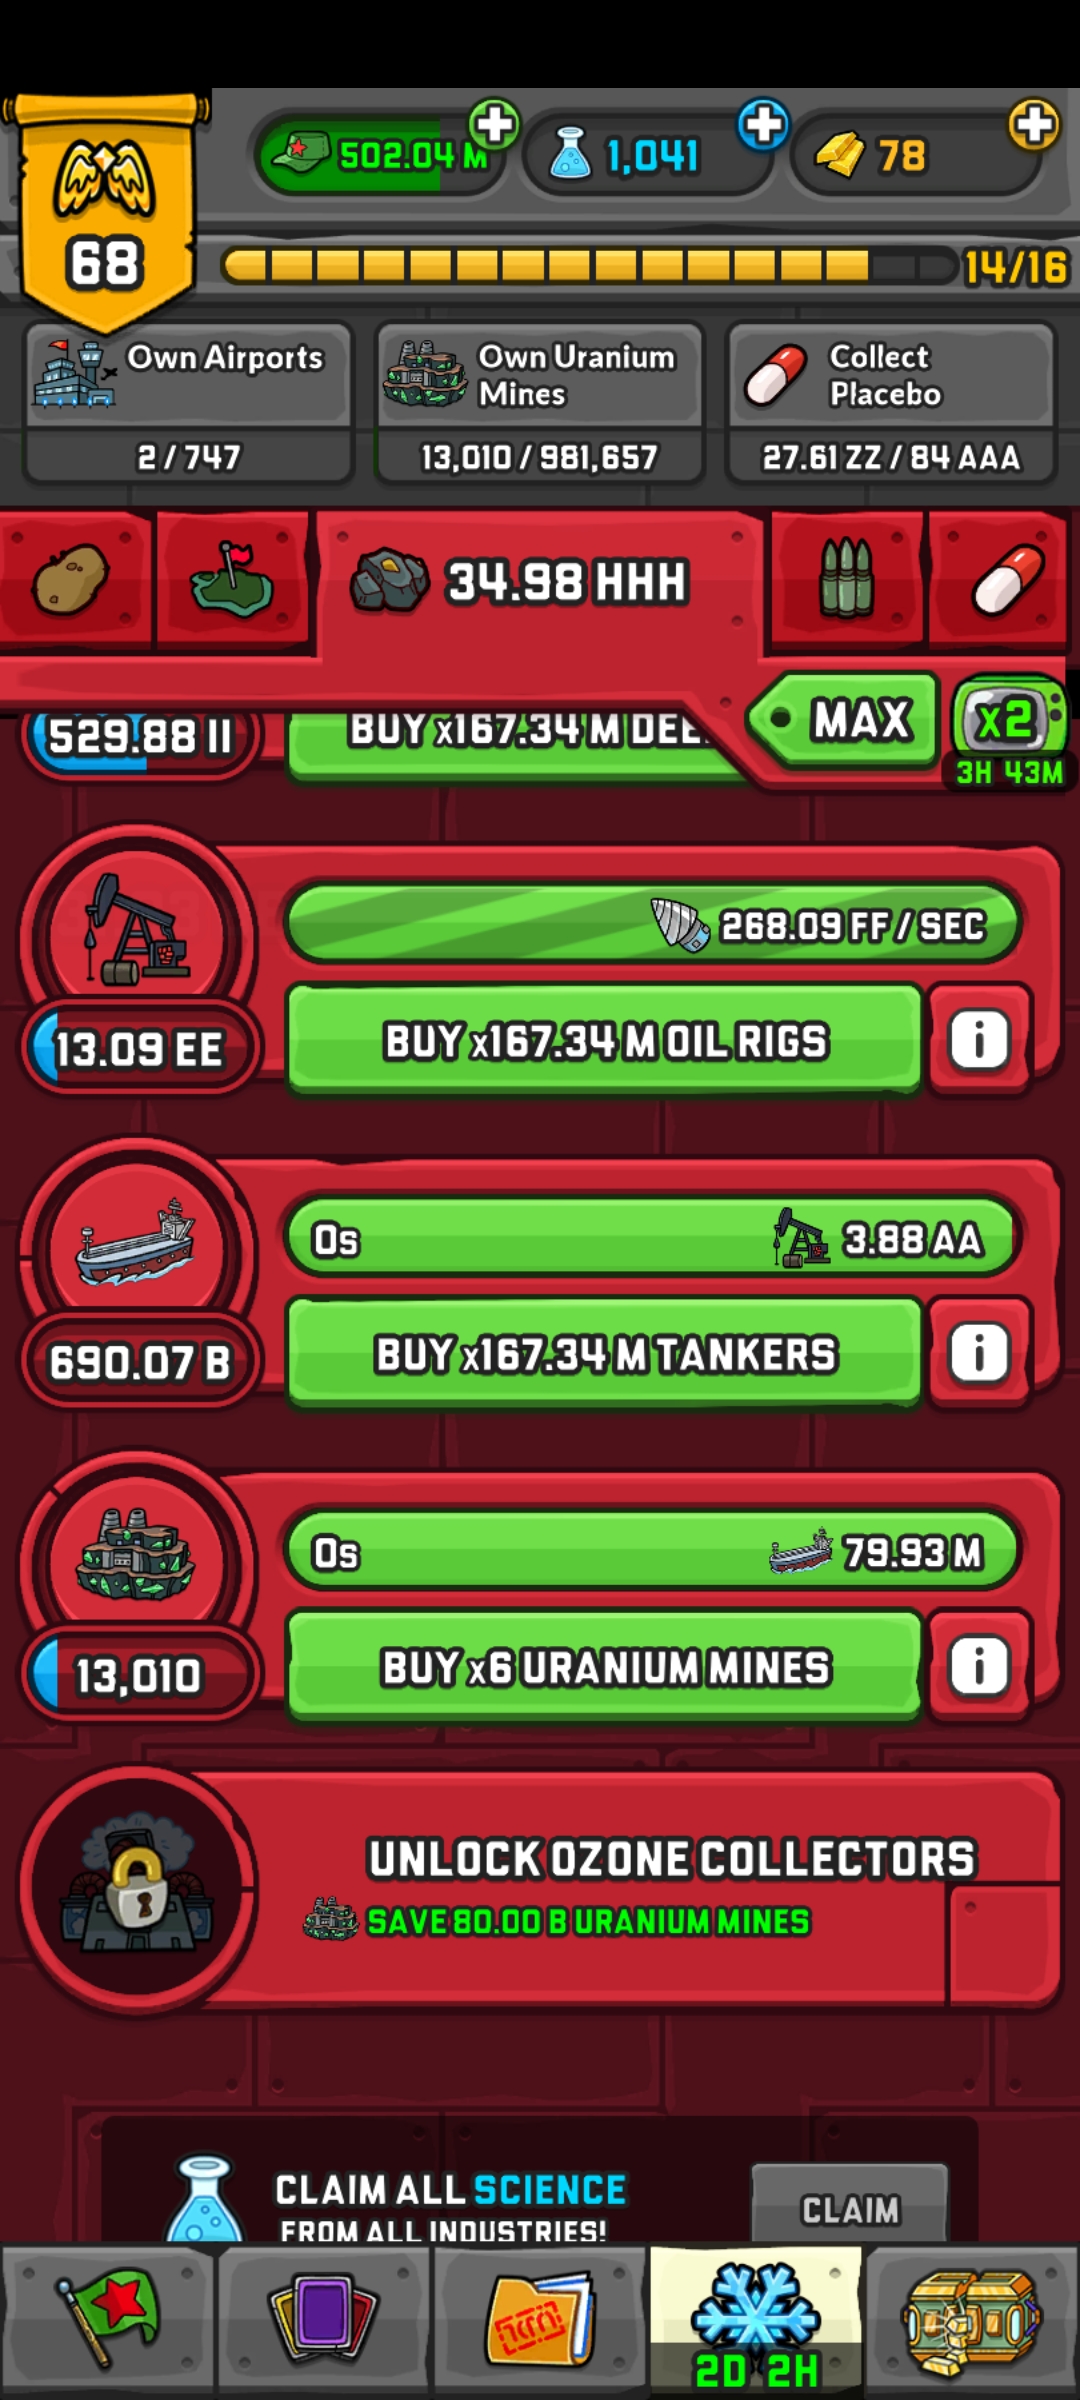 502.04 M
1,041
78
68
14/16
Own Airports
2 / 747
Own Uranium
Mines
13,010 / 981,657
Collect
Placebo
27.61 ZZ / 84 AAA
34.98 HHH
MAX
x2
3H 43M
529.88 II
BUY x167.34 M DEE
268.09 FF / SEC
13.09 EE
BUY x167.34 M OIL RIGS
i
0s
3.88 AA
690.07 B
BUY x167.34 M TANKERS
i
0s
79.93 M
13,010
BUY x6 URANIUM MINES
i
UNLOCK OZONE COLLECTORS
SAVE 80.00 B URANIUM MINES
CLAIM ALL SCIENCE
FROM ALL INDUSTRIES!
CLAIM
2D 2H